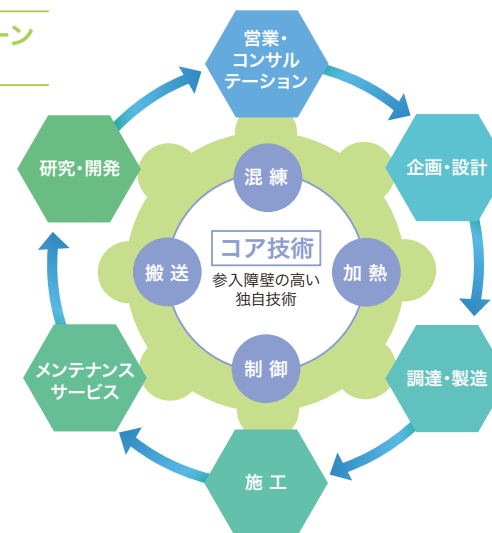 ーン
営業・
コンサル
テーション
研究・開発
企画・設計
混 練
コア技術
搬 送
加 熱
参入障壁の高い
独自技術
制 御
メンテナンス
サービス
調達・製造
施 工